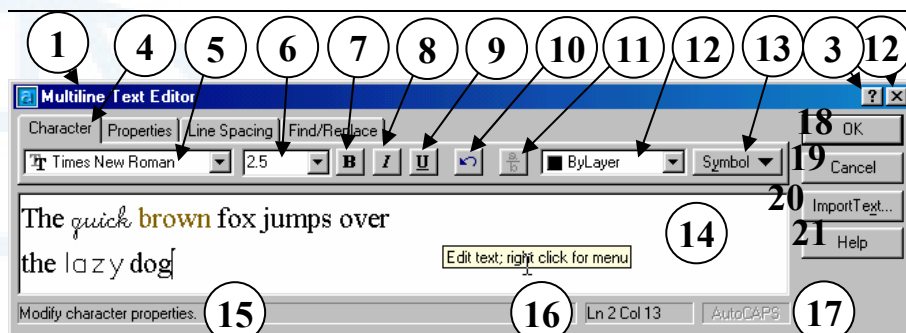 1 4 5 6 7 8 9 10 11 12 13 3 12
Multiline Text Editor ? ×
Character Properties Line Spacing Find/Replace
18 OK
Times New Roman 2.5 B I U a/b ByLayer Symbol
19 Cancel
20 ImportText...
21 Help
The quick brown fox jumps over
the lazy dog
14
Edit text; right click for menu
Modify character properties. 15 16 Ln 2 Col 13 AutoCAPS 17